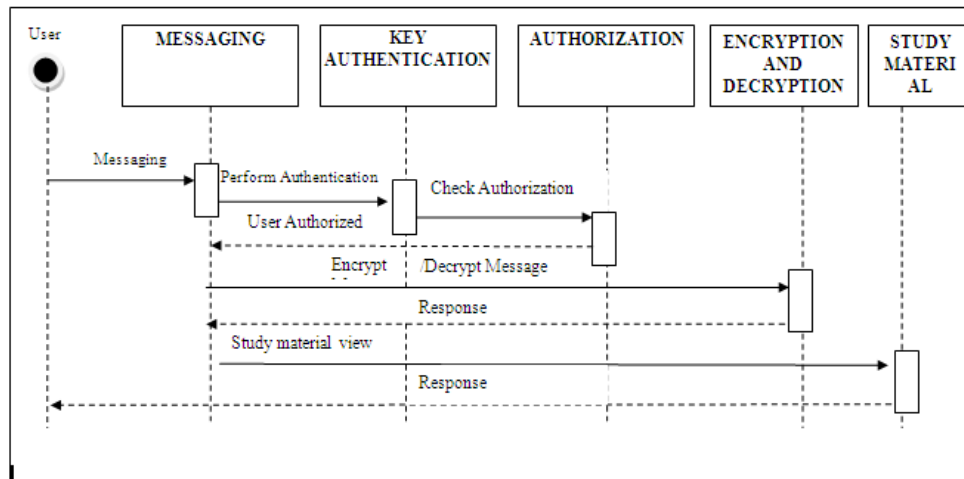 User
MESSAGING
KEY
AUTHENTICATION
AUTHORIZATION
ENCRYPTION
AND
DECRYPTION
STUDY
MATERI
AL
Messaging
Perform Authentication
Check Authorization
User Authorized
Encrypt /Decrypt Message
Response
Study material view
Response